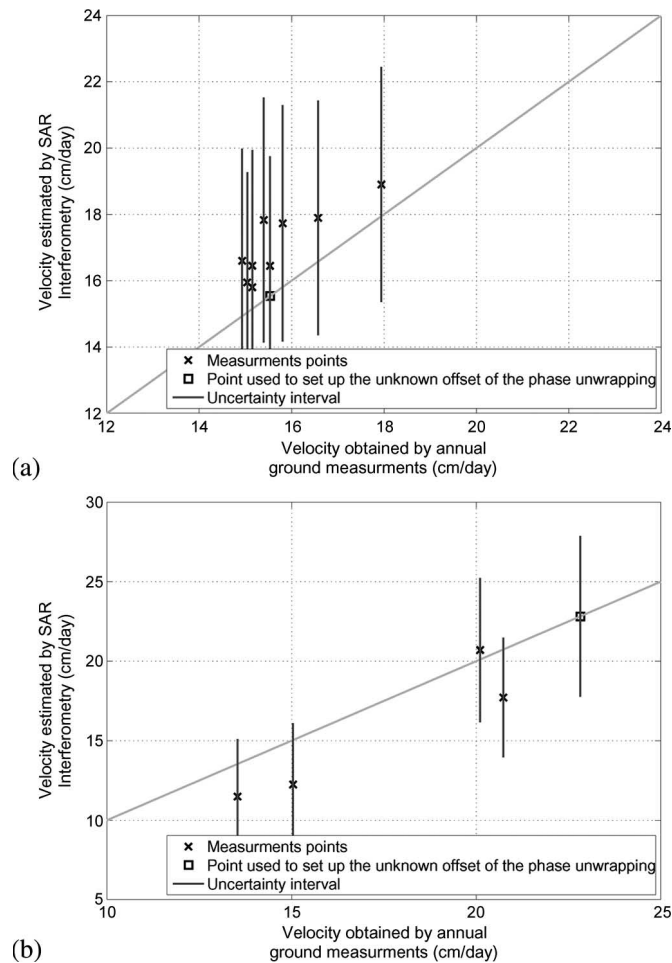 24
22
20
18
16
14
12
Velocity estimated by SAR
Interferometry (cm/day)
Measurments points
Point used to set up the unknown offset of the phase unwrapping
Uncertainty interval
12 14 16 18 20 22 24
Velocity obtained by annual
ground measurments (cm/day)
(a)
30
25
20
15
10
5
Velocity estimated by SAR
Interferometry (cm/day)
Measurments points
Point used to set up the unknown offset of the phase unwrapping
Uncertainty interval
10 15 20 25
Velocity obtained by annual
ground measurments (cm/day)
(b)